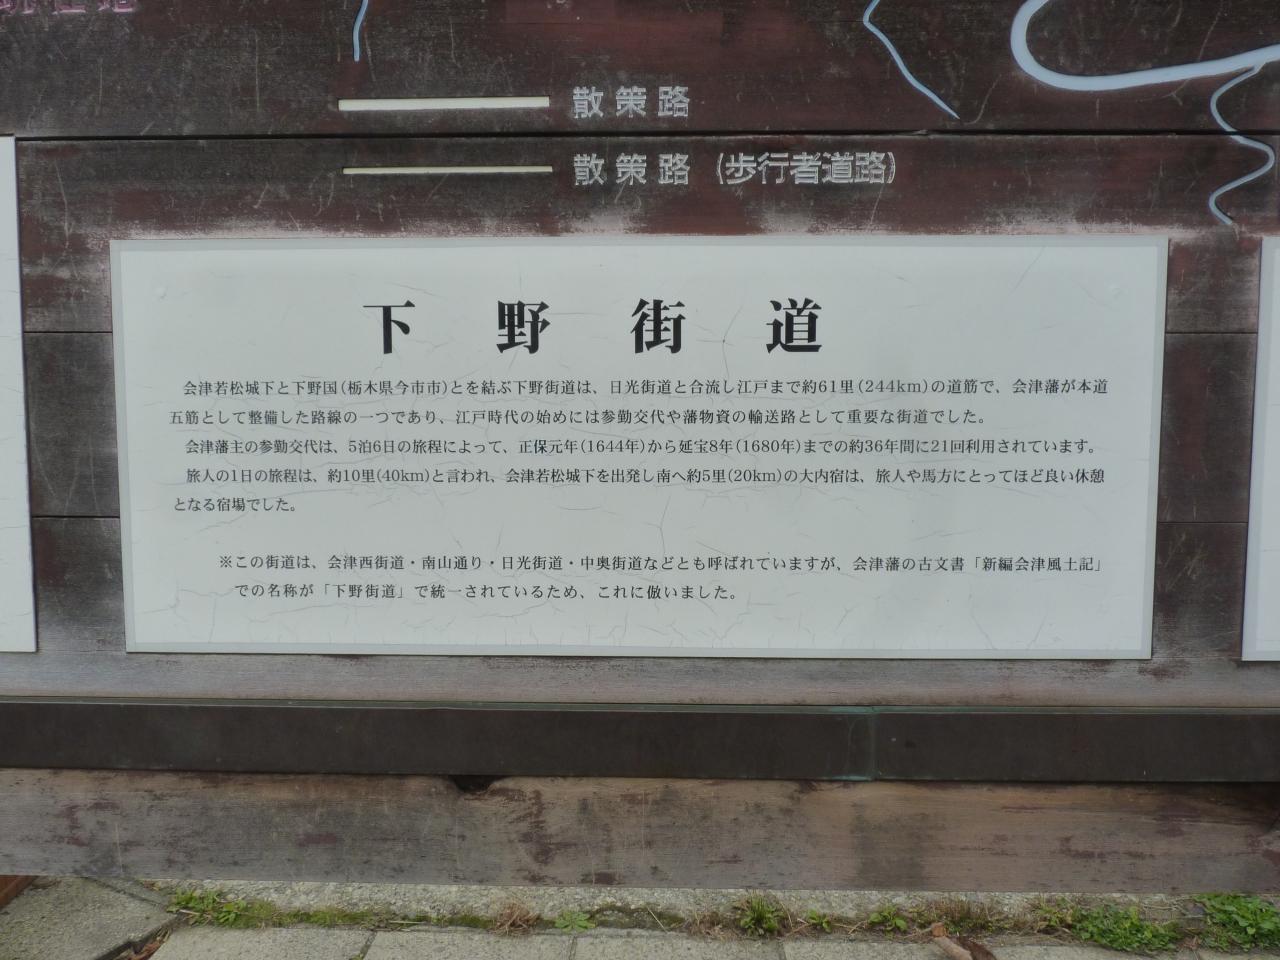 散策路
散策路（歩行者道路）
下野街道
会津若松城下と下野国(栃木県今市市)とを結ぶ下野街道は、日光街道と合流し江戸まで約61里(244km)の道筋で、会津藩が本道
五筋として整備した路線の一つであり、江戸時代の始めには参勤交代や藩物資の輸送路として重要な街道でした。
会津藩主の参勤交代は、5泊6日の旅程によって、正保元年(1644年)から延宝8年(1680年)までの約36年間に21回利用されています。
旅人の1日の旅程は、約10里(40km)と言われ、会津若松城下を出発し南へ約5里(20km)の大内宿は、旅人や馬方にとってほど良い休憩
となる宿場でした。
※この街道は、会津西街道・南山通り・日光街道・中奥街道などとも呼ばれていますが、会津藩の古文書「新編会津風土記」
での名称が「下野街道」で統一されているため、これに倣いました。